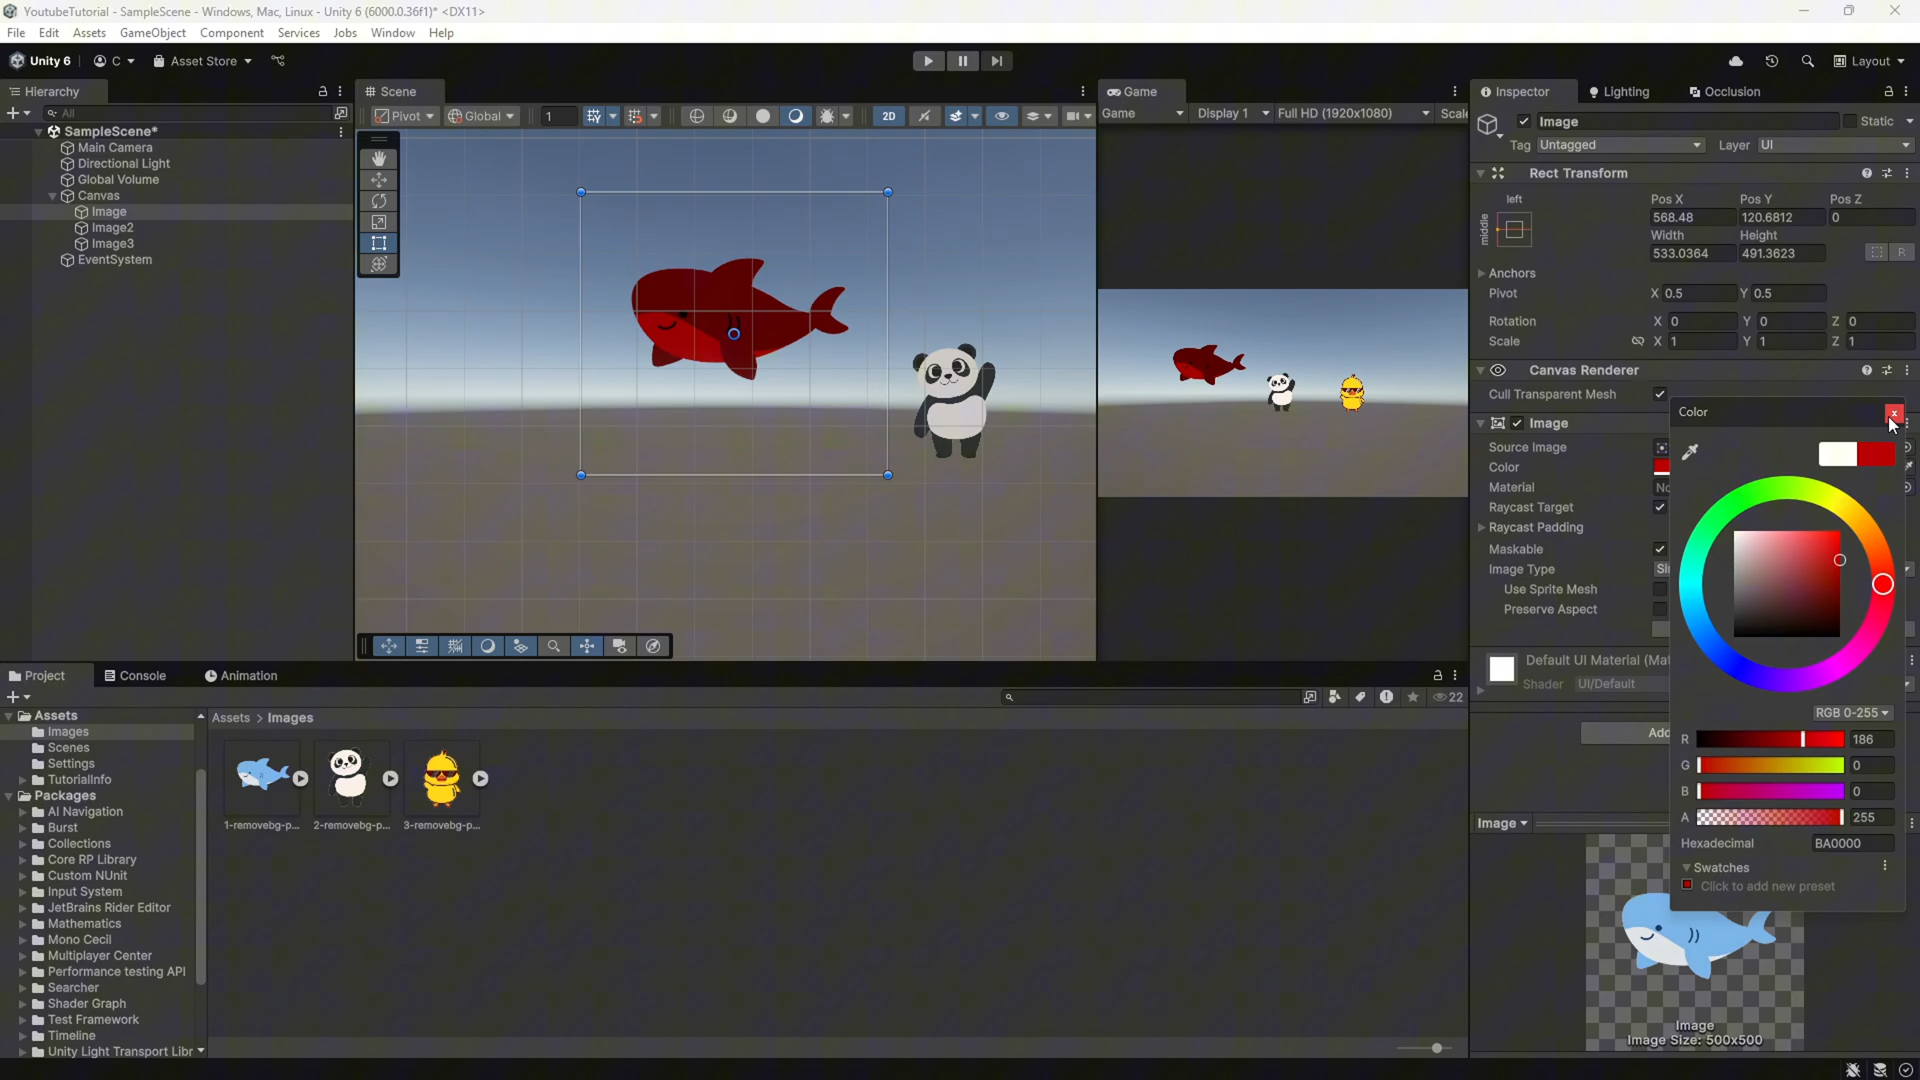 YoutubeTutorial - SampleScene - Windows, Mac, Linux - Unity 6 (6000.0.36f1)* <DX11>
File Edit Assets GameObject Component Services Jobs Window Help
Unity 6 C Asset Store Layout
Hierarchy
All
SampleScene*
Main Camera
Directional Light
Global Volume
Canvas
Image
Image2
Image3
EventSystem
Scene
Pivot Global 1 2D
Game
Game Display 1 Full HD (1920x1080) Scale
Inspector Lighting Occlusion
Image Static
Tag Untagged Layer UI
Rect Transform
left Pos X Pos Y Pos Z
middle 568.48 120.6812 0
Width Height
533.0364 491.3623 R
Anchors
Pivot X 0.5 Y 0.5
Rotation X 0 Y 0 Z 0
Scale X 1 Y 1 Z 1
Canvas Renderer
Cull Transparent Mesh
Image
Source Image
Color
Material No
Raycast Target
Raycast Padding
Maskable
Image Type Si
Use Sprite Mesh
Preserve Aspect
Default UI Material (Mat
Shader UI/Default
Add
Color
RGB 0-255
R 186
G 0
B 0
A 255
Hexadecimal BA0000
Swatches
Click to add new preset
Image
Image
Image Size: 500x500
Project Console Animation
22
Assets
Images
Scenes
Settings
TutorialInfo
Packages
AI Navigation
Burst
Collections
Core RP Library
Custom NUnit
Input System
JetBrains Rider Editor
Mathematics
Mono Cecil
Multiplayer Center
Performance testing API
Searcher
Shader Graph
Test Framework
Timeline
Unity Light Transport Libr
Assets > Images
1-removebg-p... 2-removebg-p... 3-removebg-p...